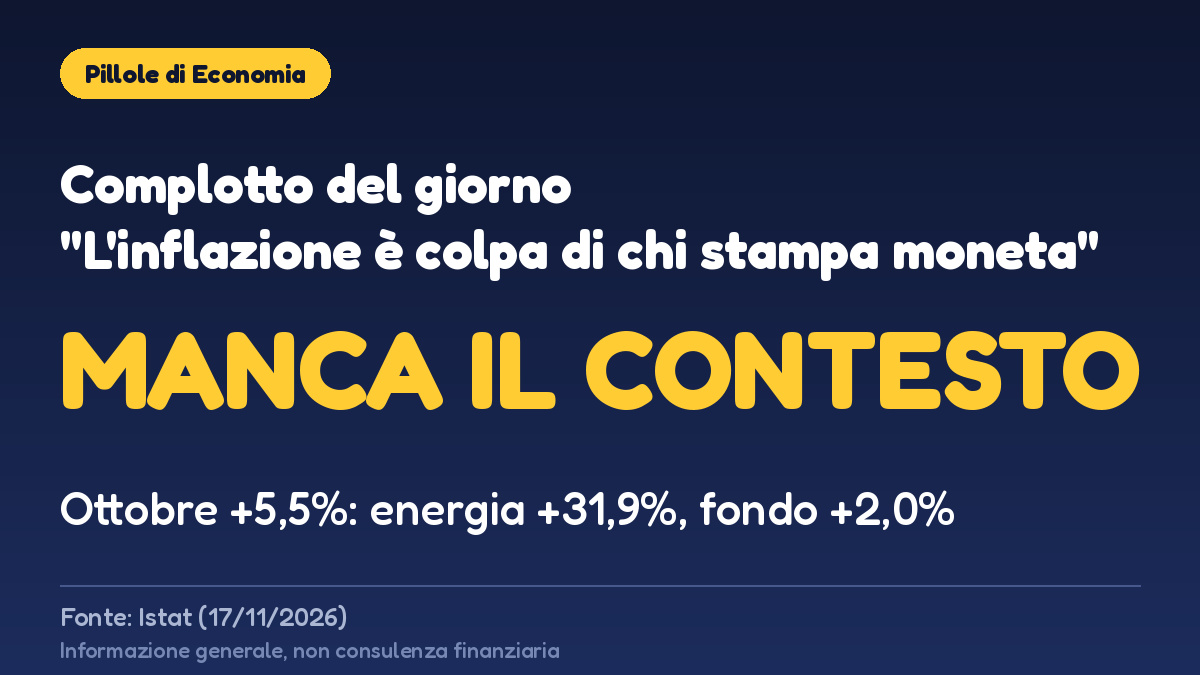 Pillole di Economia
Complotto del giorno
"L'inflazione è colpa di chi stampa moneta"
MANCA IL CONTESTO
Ottobre +5,5%: energia +31,9%, fondo +2,0%
Fonte: Istat (17/11/2026)
Informazione generale, non consulenza finanziaria